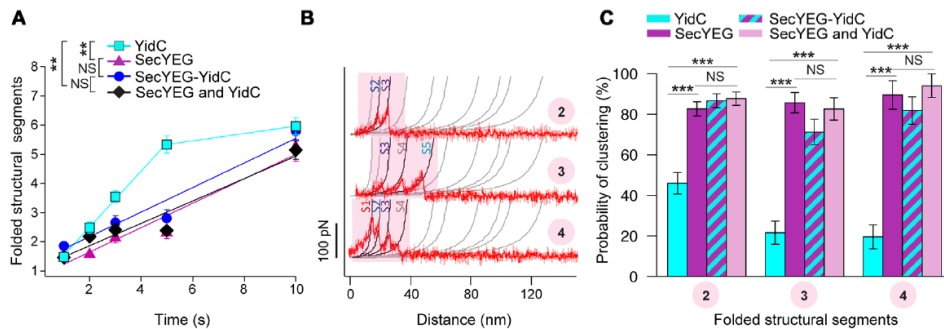 A
** 
**
NS
NS
YidC
SecYEG
SecYEG-YidC
SecYEG and YidC
Folded structural segments
8
7
6
5
4
3
2
1
2 4 6 8 10
Time (s)
B
S2 S3
2
S3 S4 S5
3
S1 S2 S3 S4
4
100 pN
0 40 80 120
Distance (nm)
C
YidC SecYEG-YidC
SecYEG SecYEG and YidC
Probability of clustering (%)
100
80
60
40
20
0
***
NS
***
***
NS
***
***
NS
***
2 3 4
Folded structural segments